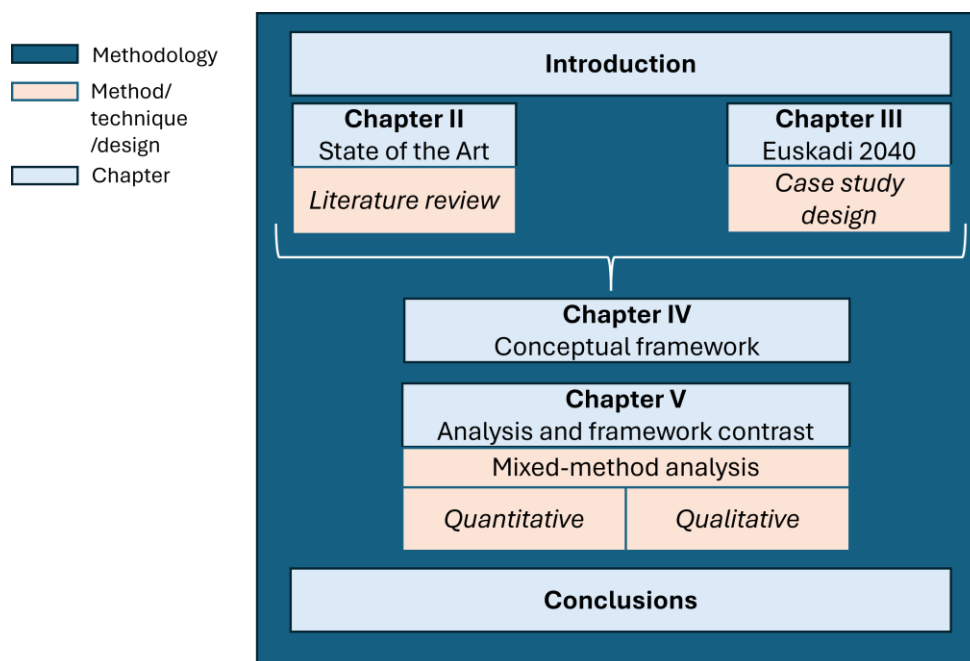 Methodology
Method/
technique
/design
Chapter
Introduction
Chapter II
State of the Art
Literature review
Chapter III
Euskadi 2040
Case study
design
Chapter IV
Conceptual framework
Chapter V
Analysis and framework contrast
Mixed-method analysis
Quantitative
Qualitative
Conclusions